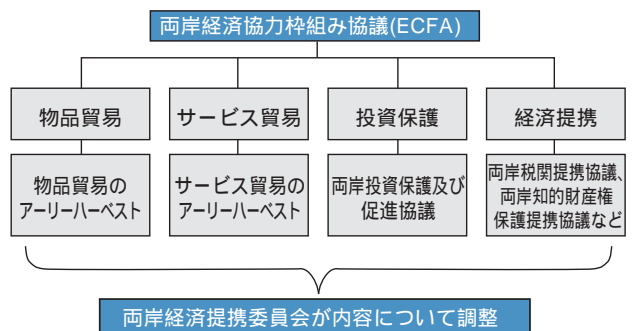 両岸経済協力枠組み協議(ECFA)
物品貿易
サービス貿易
投資保護
経済提携
物品貿易の
アーリーハーベスト
サービス貿易の
アーリーハーベスト
両岸投資保護及び
促進協議
両岸税関提携協議、
両岸知的財産権
保護提携協議など
両岸経済提携委員会が内容について調整